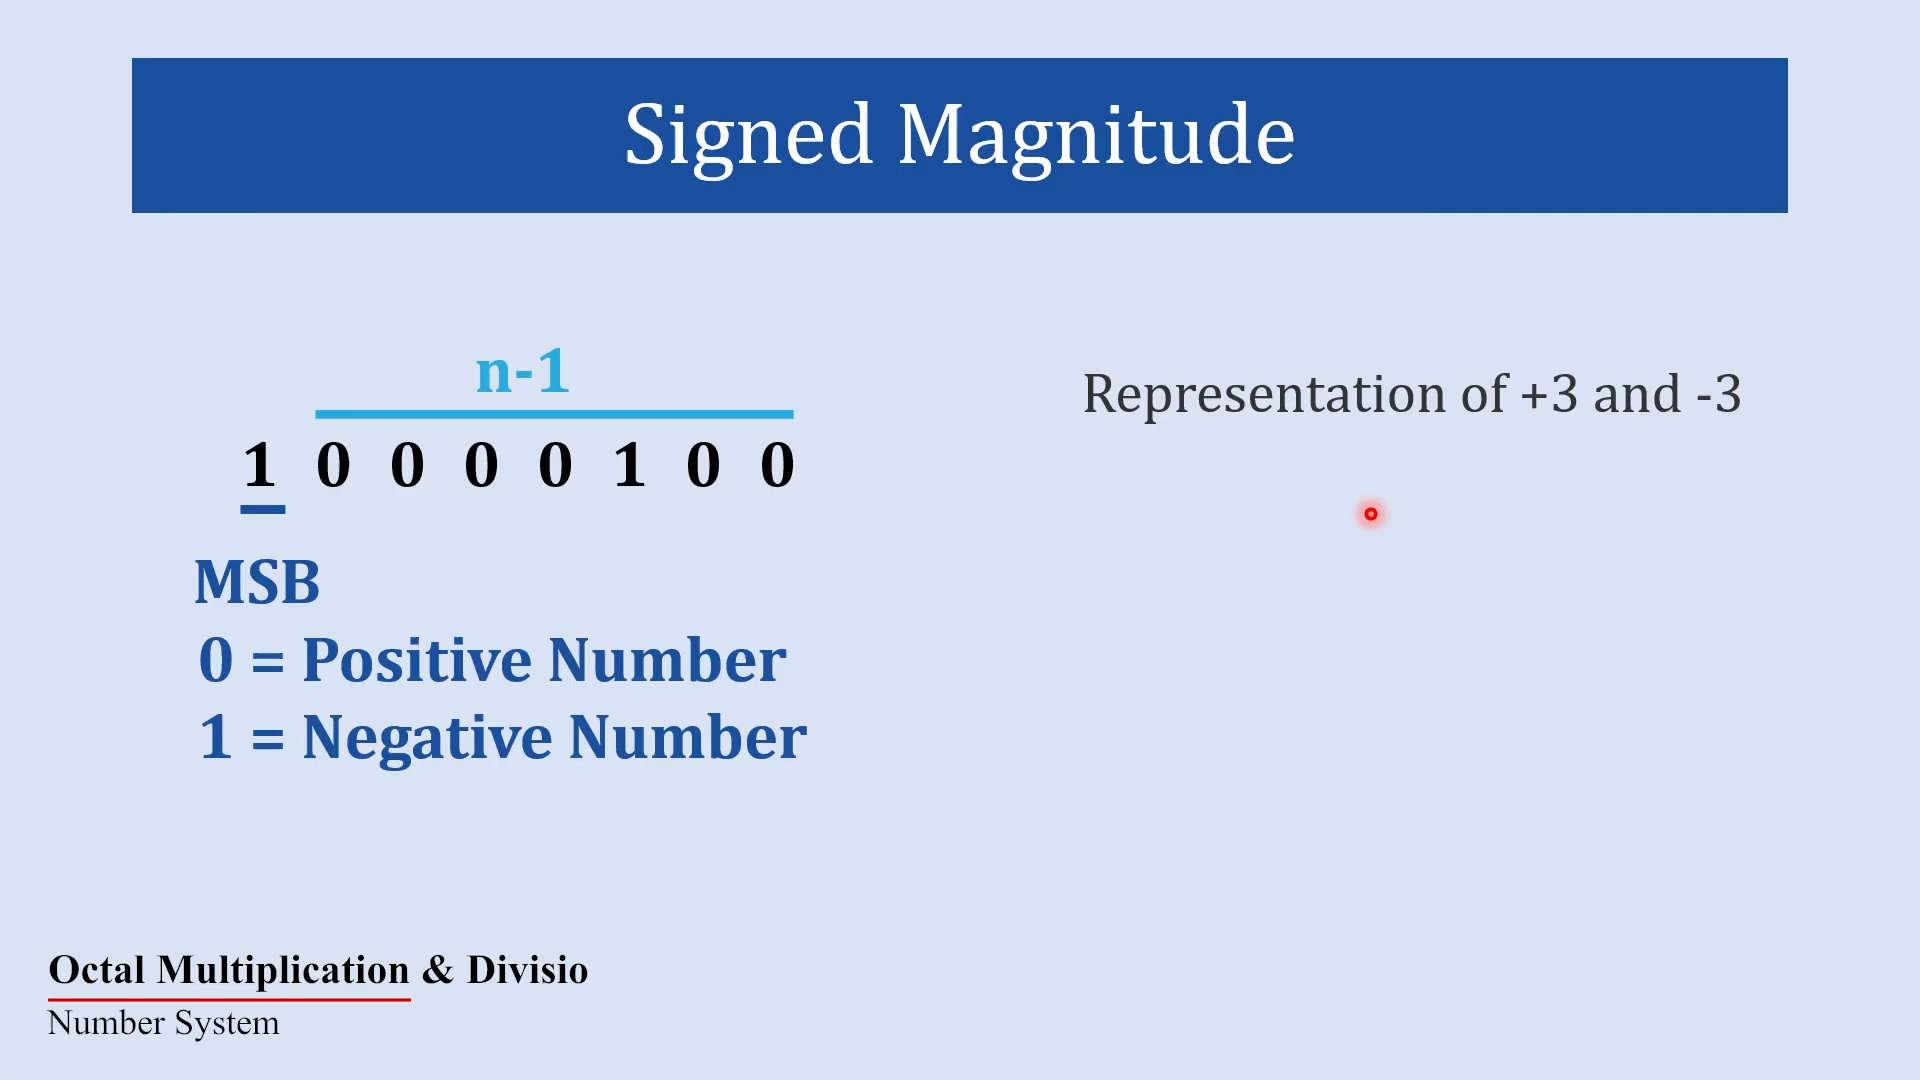 Signed Magnitude
n-1
1 0 0 0 0 1 0 0
MSB
0 = Positive Number
1 = Negative Number
Representation of +3 and -3
Octal Multiplication & Divisio
Number System